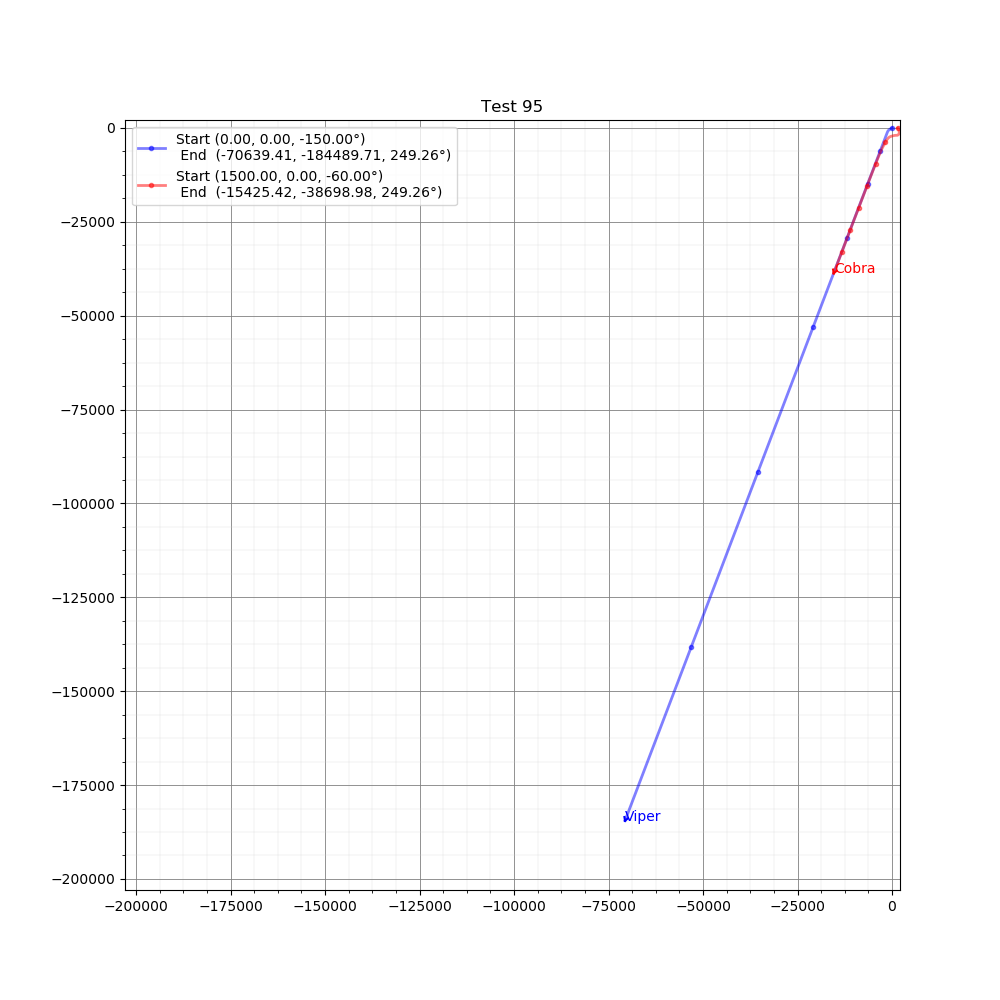 Test 95
Start (0.00, 0.00, -150.00°)
End  (-70639.41, -184489.71, 249.26°)
Start (1500.00, 0.00, -60.00°)
End  (-15425.42, -38698.98, 249.26°)
0
−25000
−50000
−75000
−100000
−125000
−150000
−175000
−200000
Cobra
Viper
−200000 −175000 −150000 −125000 −100000 −75000 −50000 −25000 0